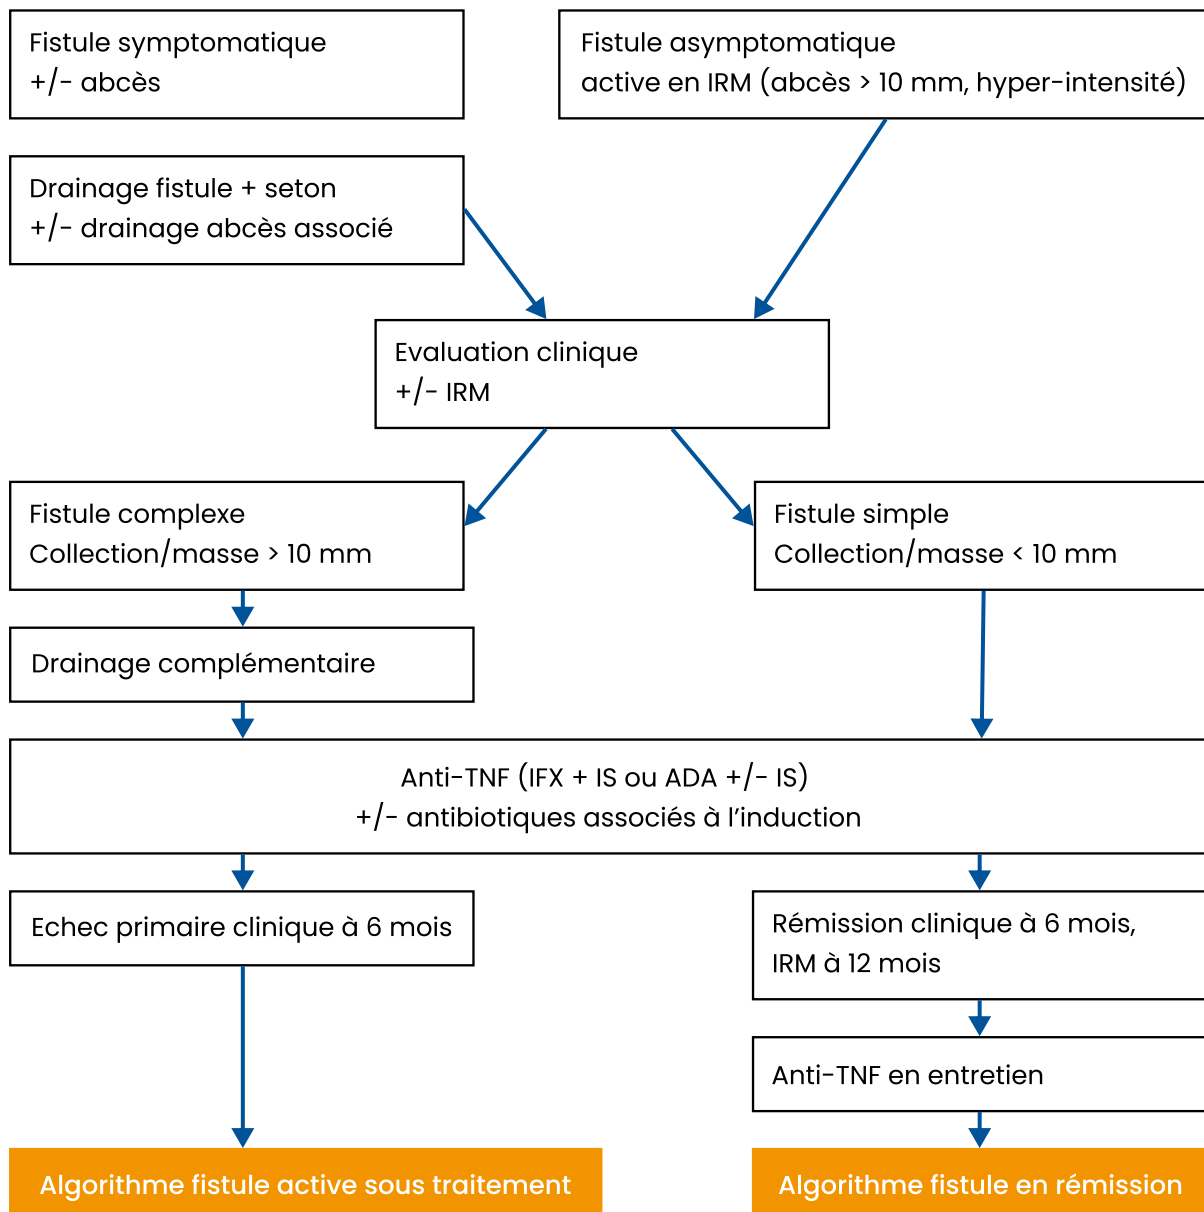 Fistule symptomatique
+/- abcès
Fistule asymptomatique
active en IRM (abcès > 10 mm, hyper-intensité)
Drainage fistule + seton
+/- drainage abcès associé
Evaluation clinique
+/- IRM
Fistule complexe
Collection/masse > 10 mm
Fistule simple
Collection/masse < 10 mm
Drainage complémentaire
Anti-TNF (IFX + IS ou ADA +/- IS)
+/- antibiotiques associés à l’induction
Echec primaire clinique à 6 mois
Rémission clinique à 6 mois,
IRM à 12 mois
Anti-TNF en entretien
Algorithme fistule active sous traitement
Algorithme fistule en rémission